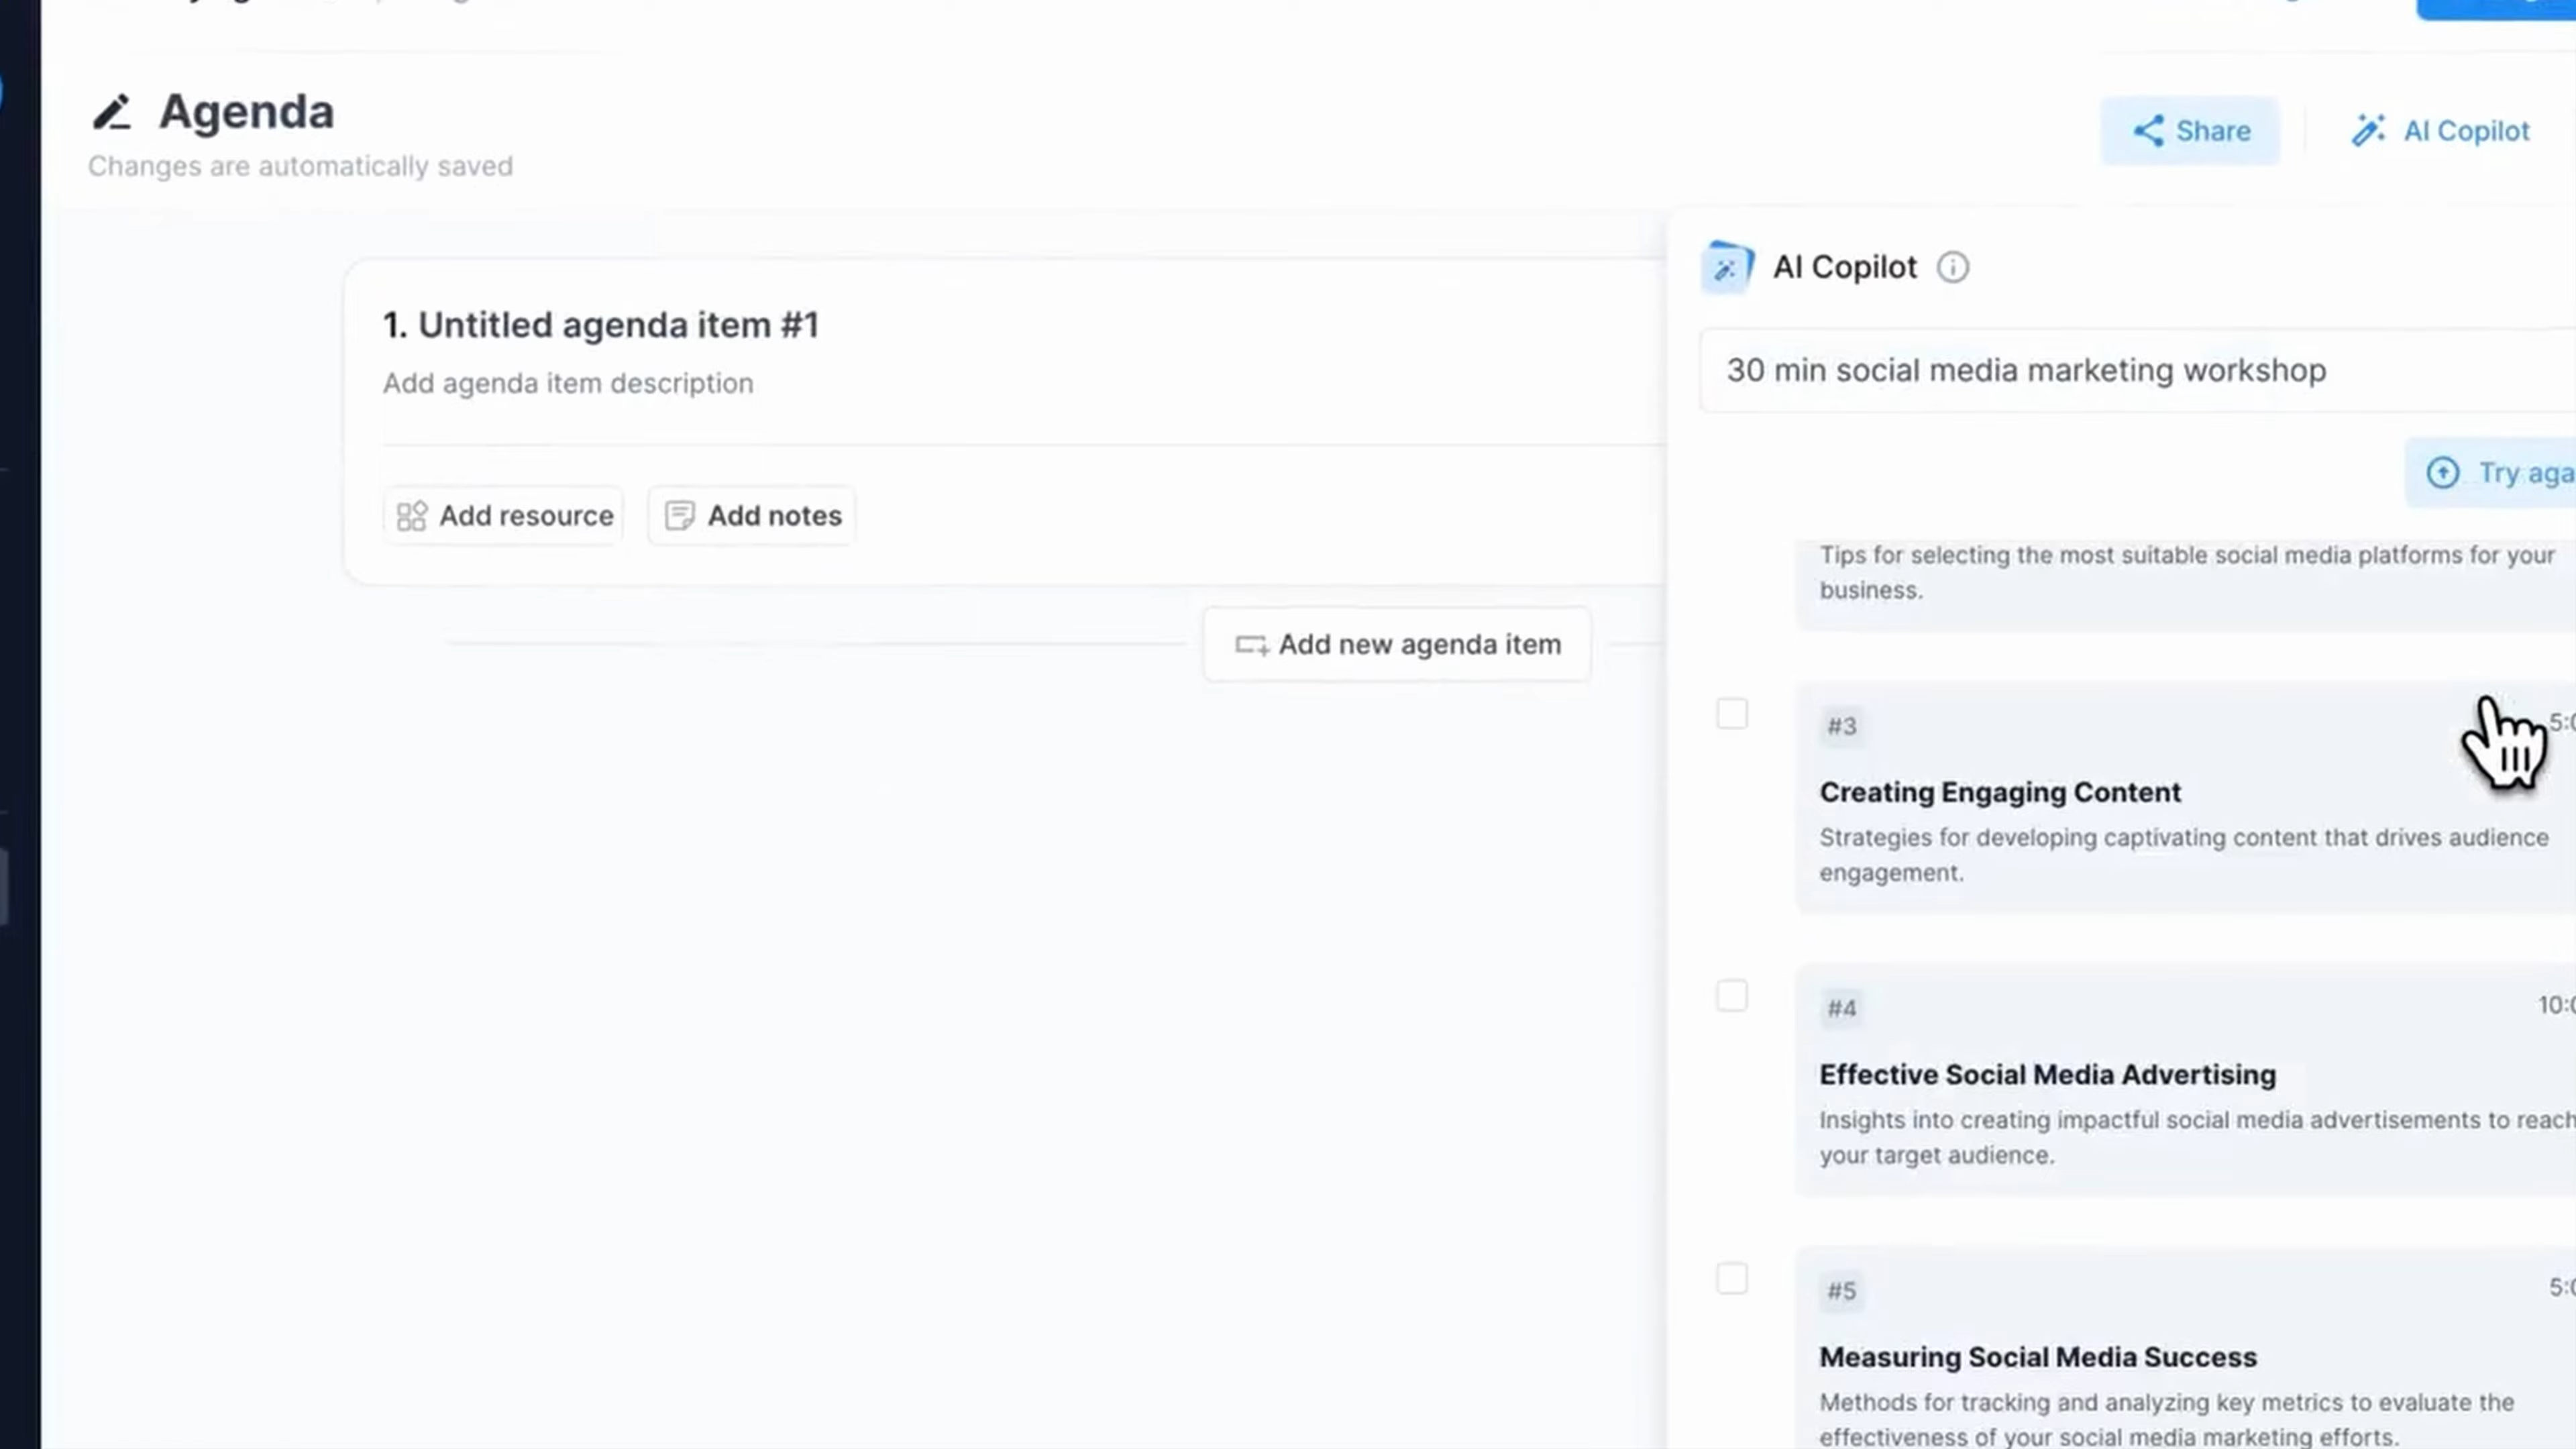 Agenda
Changes are automatically saved
Share
AI Copilot
1. Untitled agenda item #1
Add agenda item description
Add resource
Add notes
Add new agenda item
AI Copilot
30 min social media marketing workshop
Try
Tips for selecting the most suitable social media platforms for your
business.
#3
Creating Engaging Content
Strategies for developing captivating content that drives audience
engagement.
#4
Effective Social Media Advertising
Insights into creating impactful social media advertisements to reach
your target audience.
#5
Measuring Social Media Success
Methods for tracking and analyzing key metrics to evaluate the
effectiveness of your social media marketing efforts.